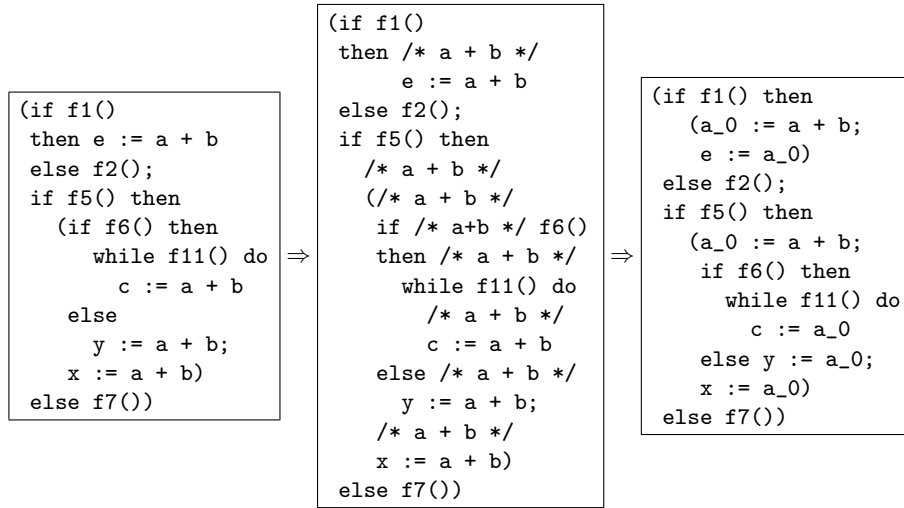 (if f1()
then e := a + b
else f2();
if f5() then
(if f6() then
while f11() do
c := a + b
else
y := a + b;
x := a + b)
else f7())
⇒
(if f1()
then /* a + b */
e := a + b
else f2();
if f5() then
/* a + b */
(/* a + b */
if /* a+b */ f6()
then /* a + b */
while f11() do
/* a + b */
c := a + b
else /* a + b */
y := a + b;
/* a + b */
x := a + b)
else f7())
⇒
(if f1() then
(a_0 := a + b;
e := a_0)
else f2();
if f5() then
(a_0 := a + b;
if f6() then
while f11() do
c := a_0
else y := a_0;
x := a_0)
else f7())